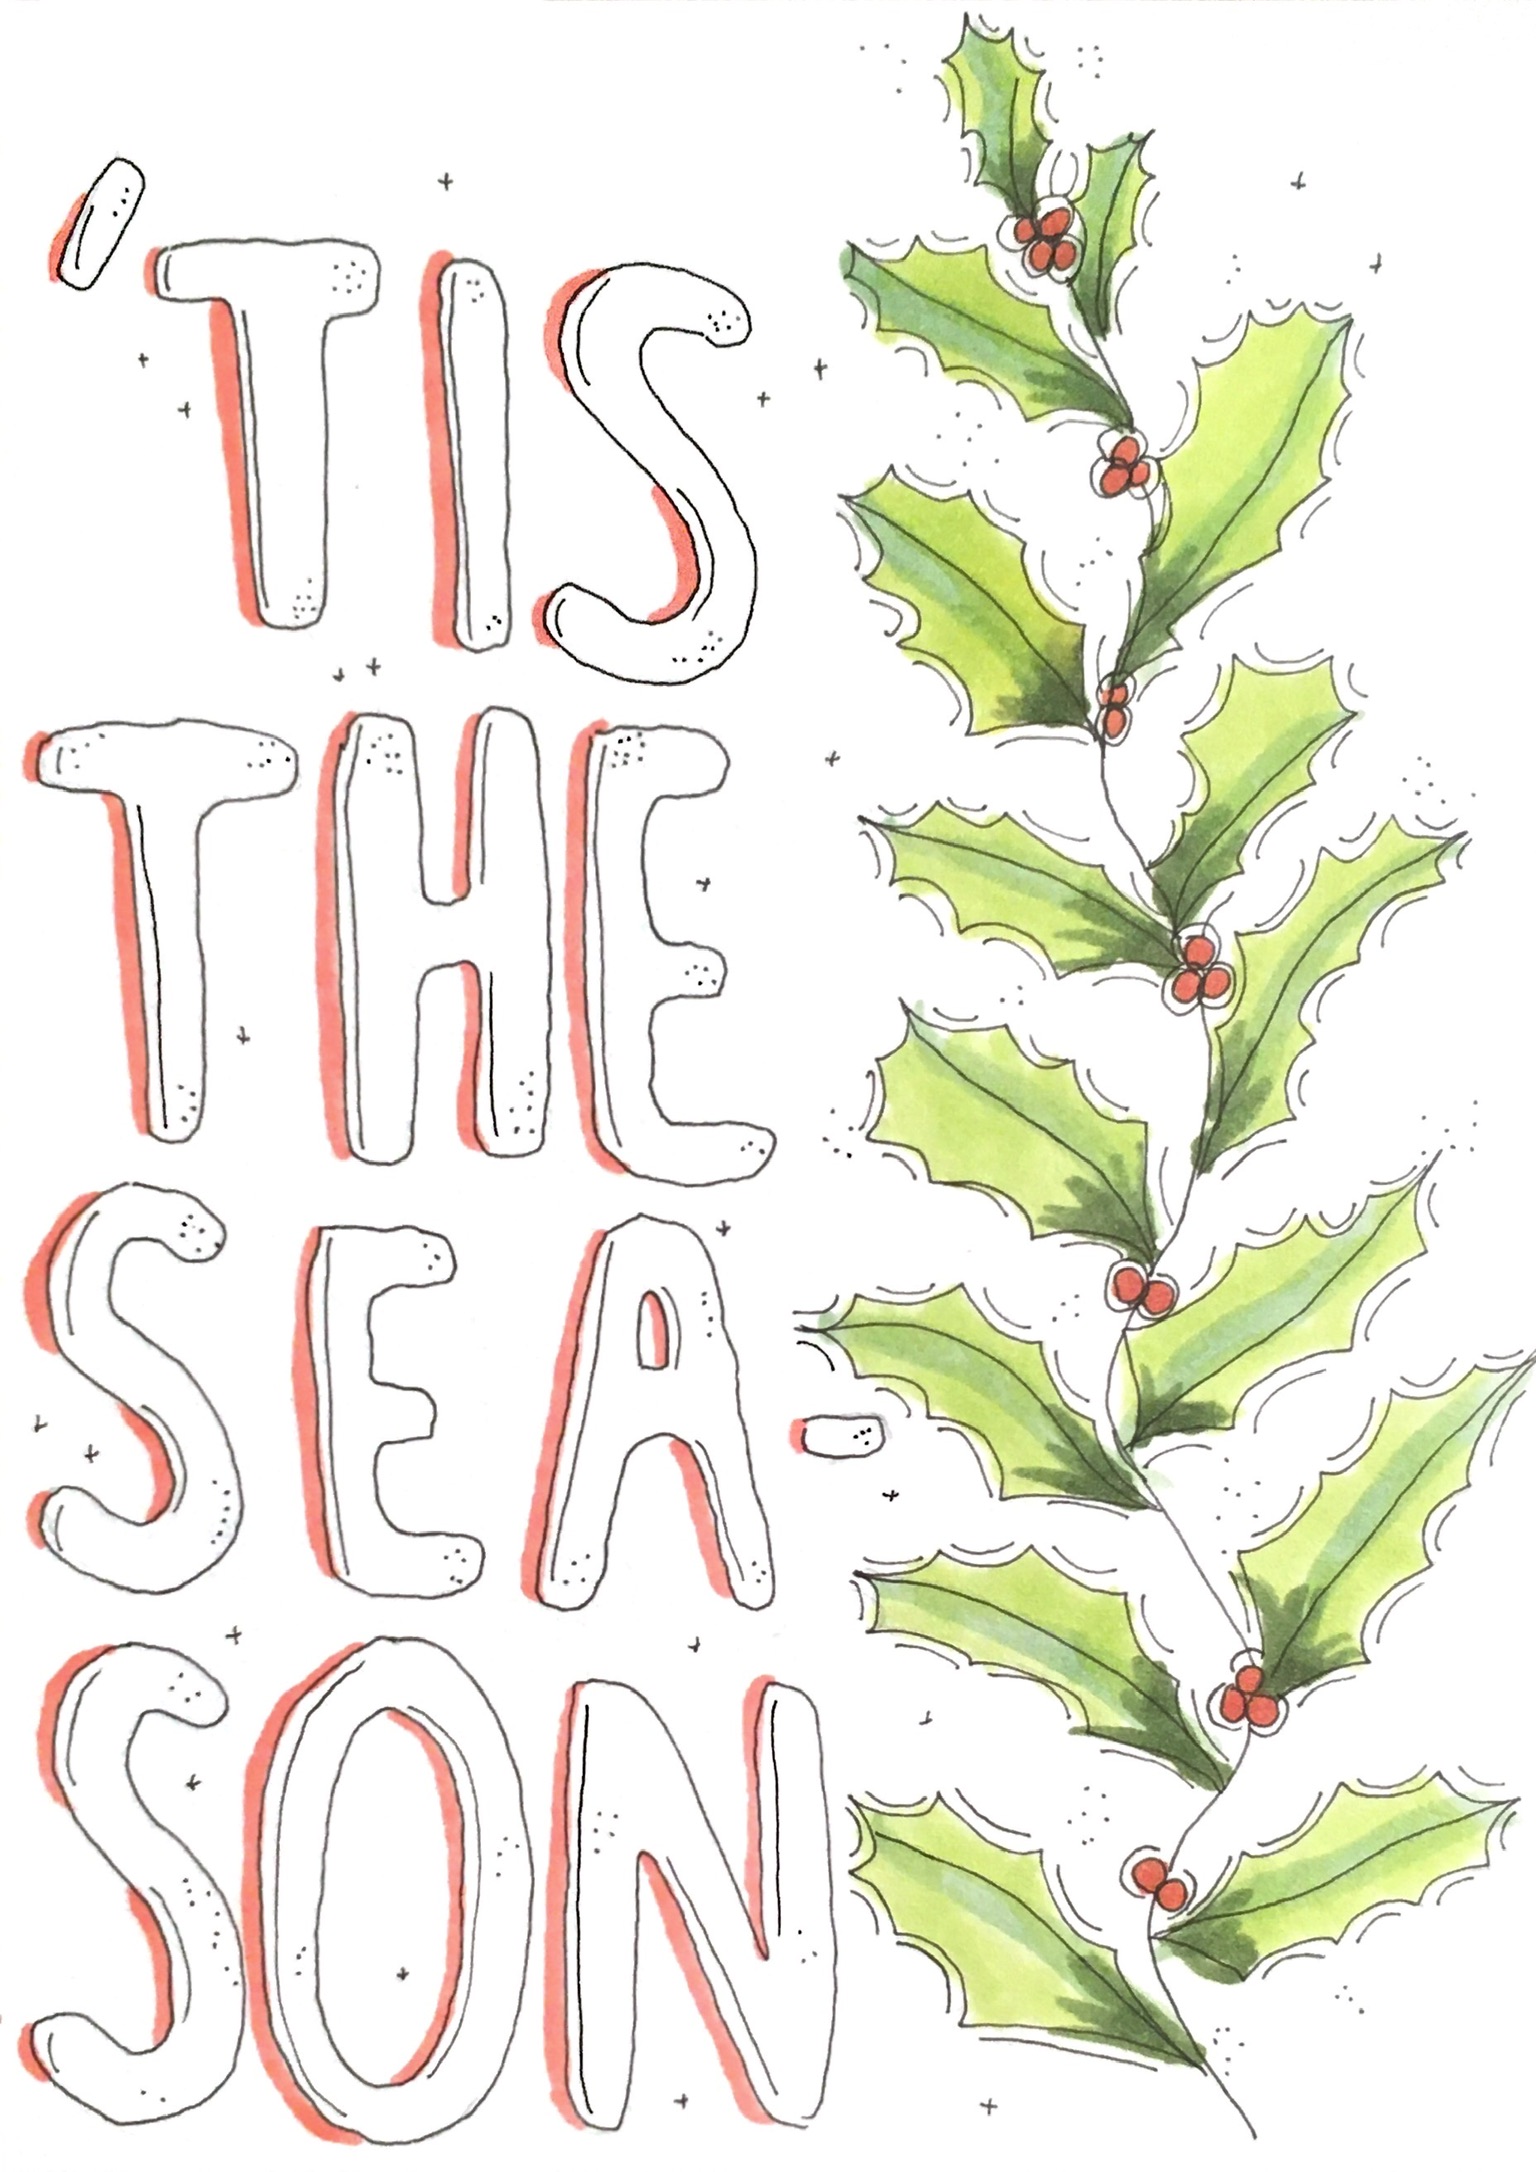 'TIS
THE
SEA-
SON